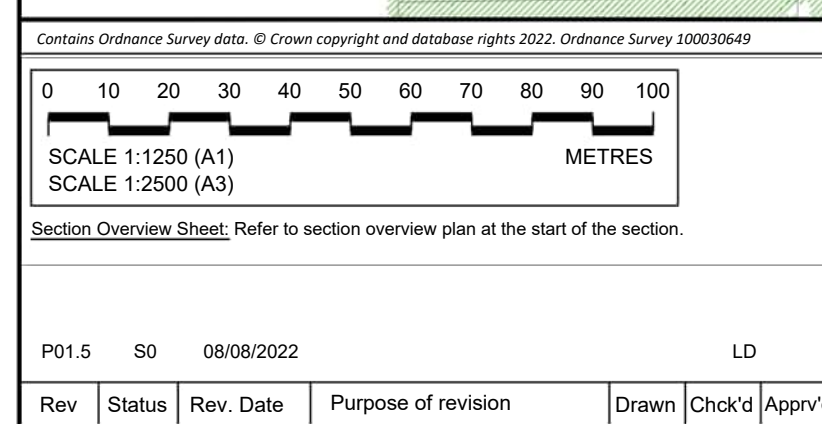 Contains Ordnance Survey data. © Crown copyright and database rights 2022. Ordnance Survey 100030649
0 10 20 30 40 50 60 70 80 90 100
SCALE 1:1250 (A1) METRES
SCALE 1:2500 (A3)
Section Overview Sheet: Refer to section overview plan at the start of the section.
P01.5 S0 08/08/2022 LD
Rev Status Rev. Date Purpose of revision Drawn Chck'd Apprv'